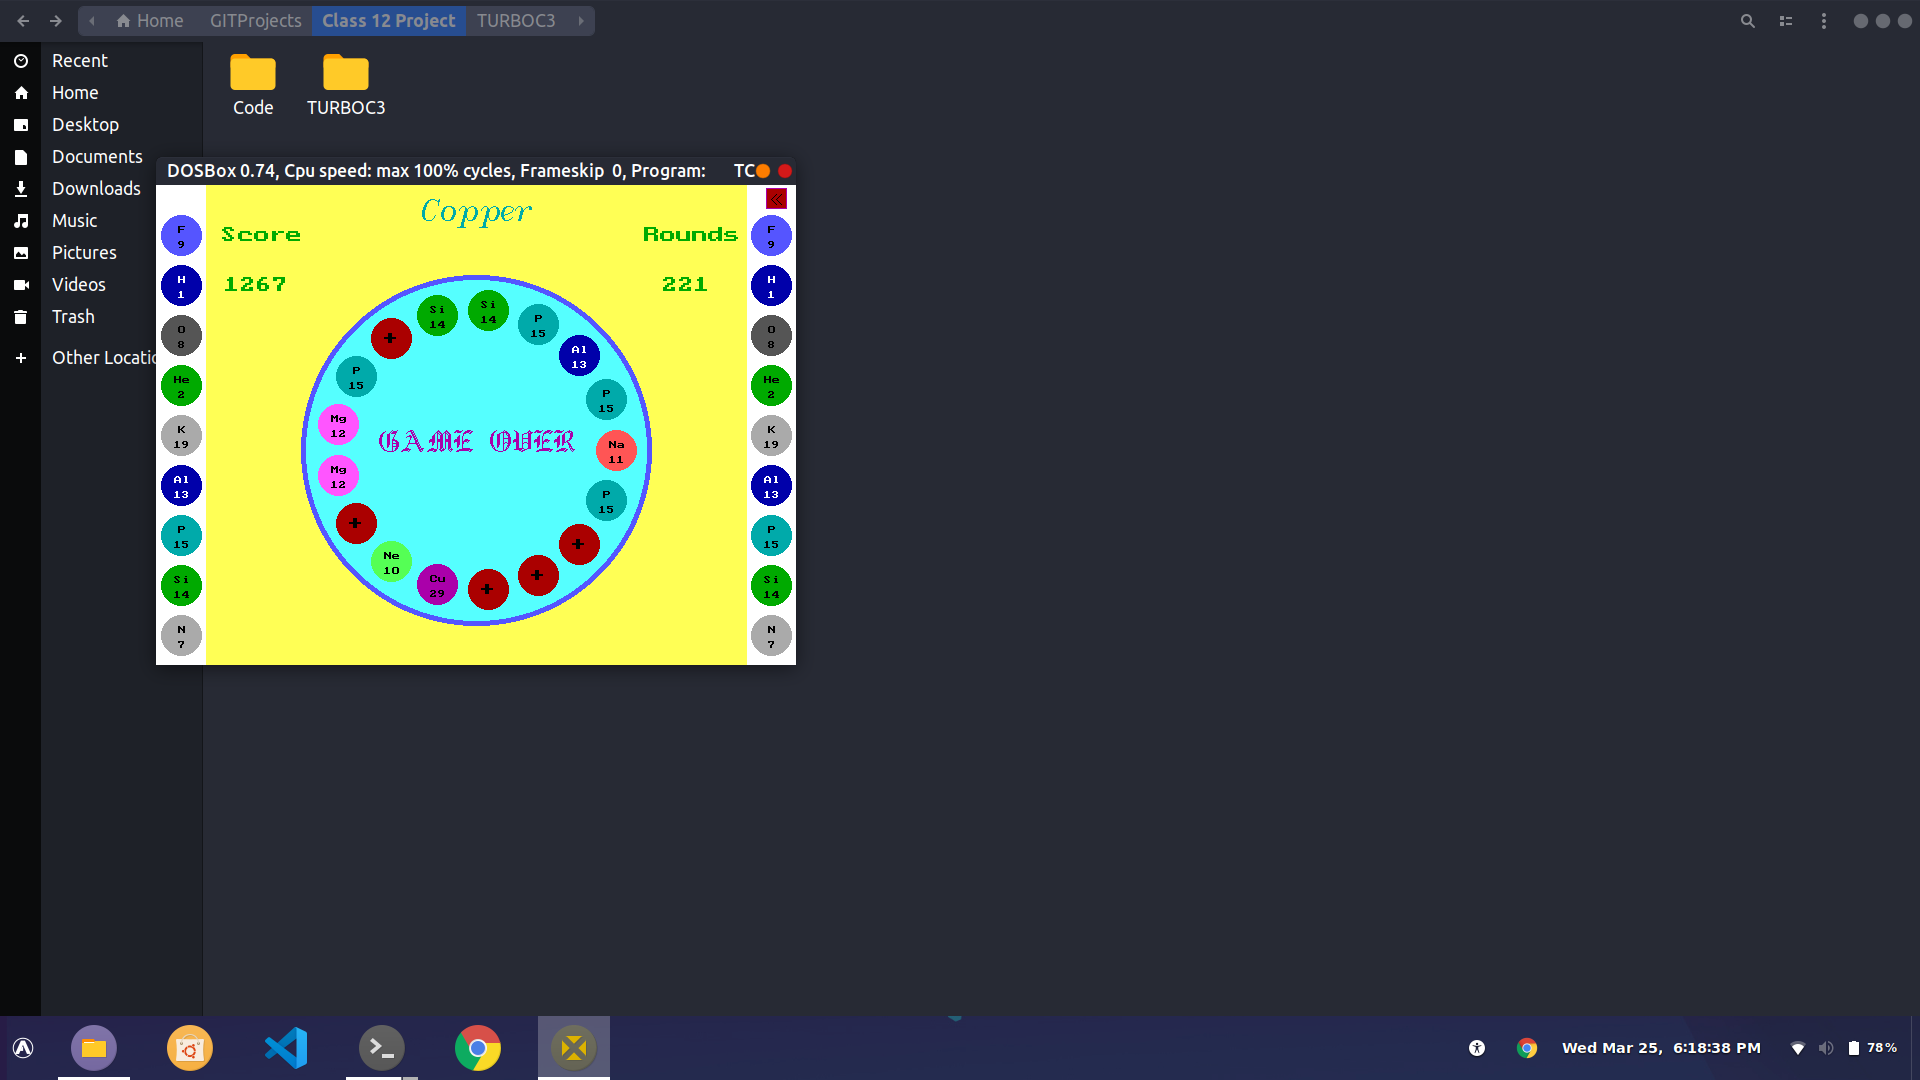 Home GITProjects Class 12 Project TURBOC3
Recent
Home
Desktop
Documents
Downloads
Music
Pictures
Videos
Trash
Other Locatio
Code TURBOC3
DOSBox 0.74, Cpu speed: max 100% cycles, Frameskip 0, Program: TC
Copper
Score Rounds
1267 221
GAME OVER
F
9
H
1
O
8
He
2
K
19
Al
13
P
15
Si
14
N
7
Si
14
Si
14
P
15
Al
13
P
15
Na
11
P
15
+
+
+
Cu
29
Ne
10
+
Mg
12
Mg
12
P
15
+
F
9
H
1
O
8
He
2
K
19
Al
13
P
15
Si
14
N
7
Wed Mar 25, 6:18:38 PM 78%